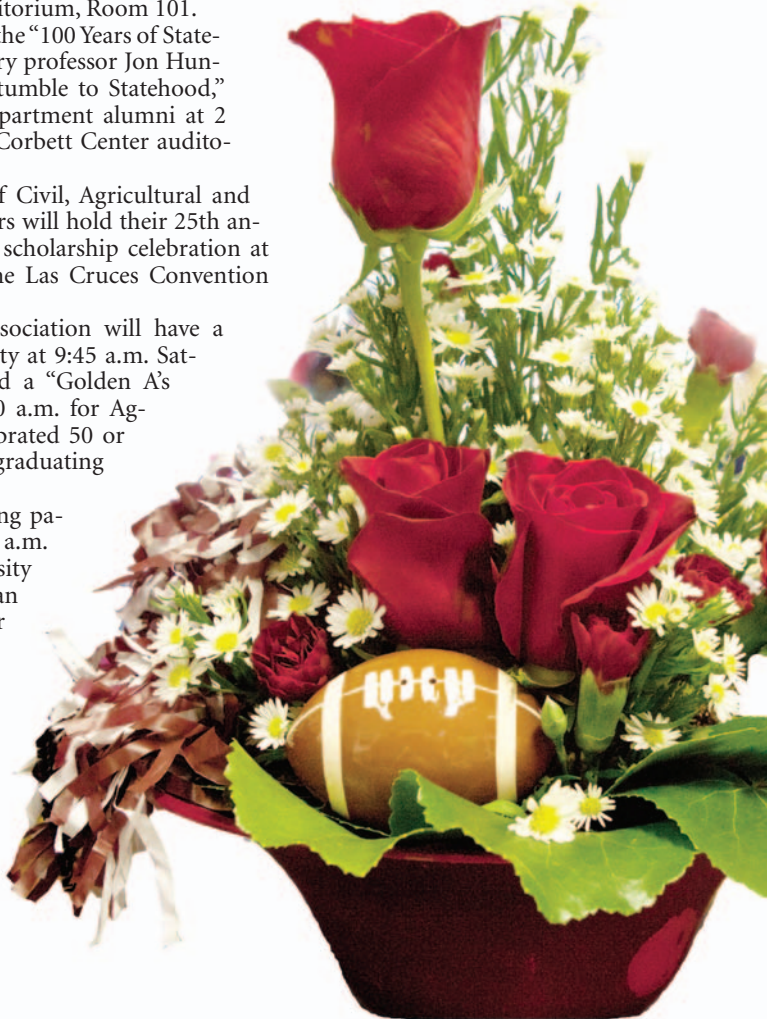 itorium, Room 101.
the “100 Years of State-
ry professor Jon Hun-
tumble to Statehood,”
partment alumni at 2
Corbett Center audito-
f Civil, Agricultural and
rs will hold their 25th an-
scholarship celebration at
ne Las Cruces Convention
sociation will have a
ty at 9:45 a.m. Sat-
d a “Golden A’s
0 a.m. for Ag-
brated 50 or
graduating
ng pa-
a.m.
sity
an
r